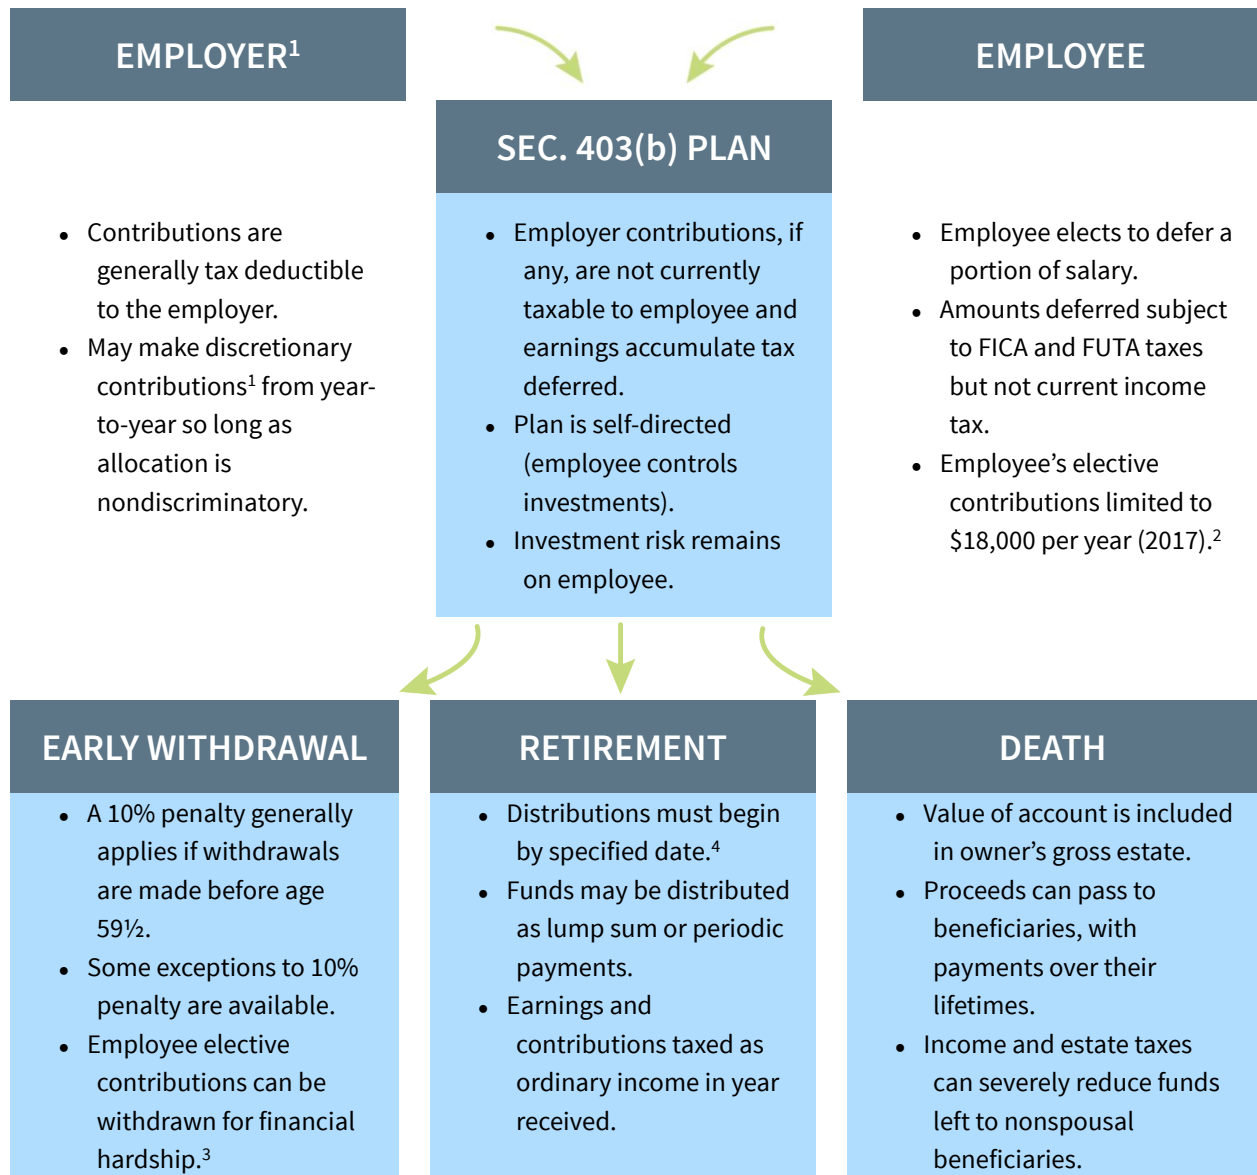 EMPLOYER¹
• Contributions are
generally tax deductible
to the employer.
• May make discretionary
contributions¹ from year-
to-year so long as
allocation is
nondiscriminatory.
SEC. 403(b) PLAN
• Employer contributions, if
any, are not currently
taxable to employee and
earnings accumulate tax
deferred.
• Plan is self-directed
(employee controls
investments).
• Investment risk remains
on employee.
EMPLOYEE
• Employee elects to defer a
portion of salary.
• Amounts deferred subject
to FICA and FUTA taxes
but not current income
tax.
• Employee’s elective
contributions limited to
$18,000 per year (2017).²
EARLY WITHDRAWAL
• A 10% penalty generally
applies if withdrawals
are made before age
59½.
• Some exceptions to 10%
penalty are available.
• Employee elective
contributions can be
withdrawn for financial
hardship.³
RETIREMENT
• Distributions must begin
by specified date.⁴
• Funds may be distributed
as lump sum or periodic
payments.
• Earnings and
contributions taxed as
ordinary income in year
received.
DEATH
• Value of account is included
in owner’s gross estate.
• Proceeds can pass to
beneficiaries, with
payments over their
lifetimes.
• Income and estate taxes
can severely reduce funds
left to nonspousal
beneficiaries.